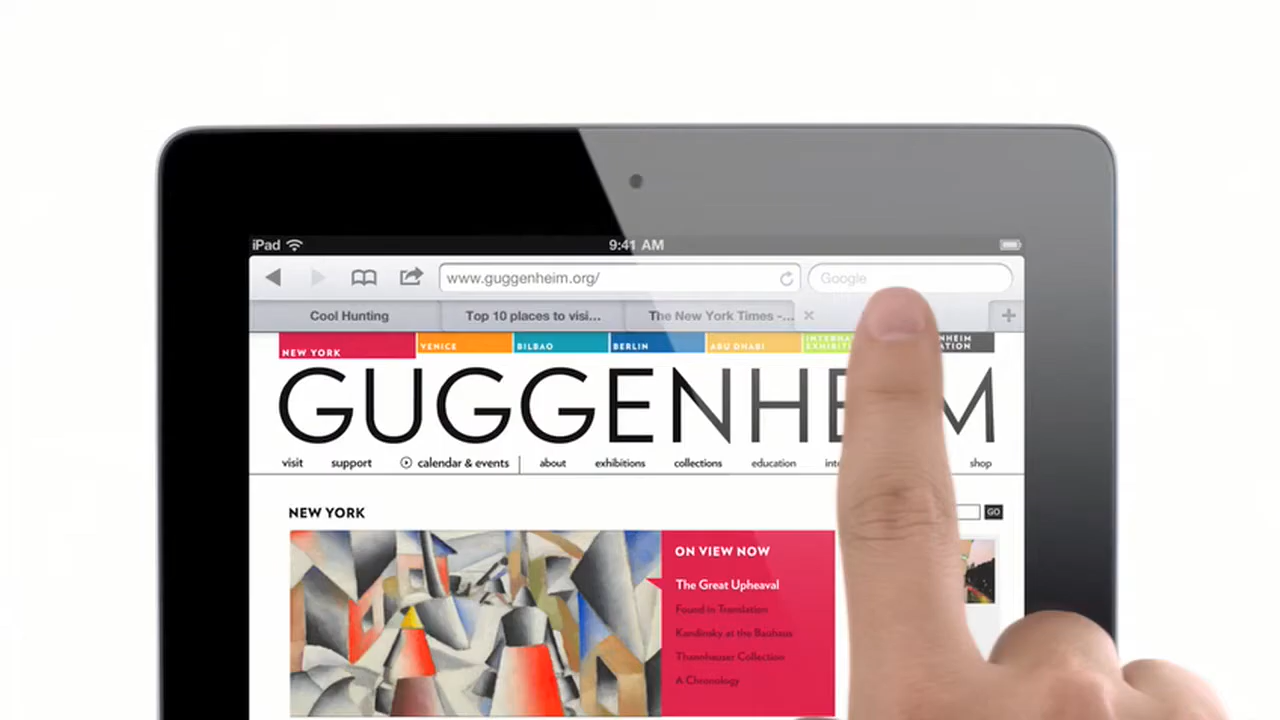 iPad 9:41 AM
www.guggenheim.org/ Google
Cool Hunting Top 10 places to visi... The New York Times -...
NEW YORK VENICE BILBAO BERLIN ABU DHABI
GUGGENHEIM
visit support calendar & events about exhibitions collections education shop
NEW YORK
GO
ON VIEW NOW
The Great Upheaval
Found in Translation
Kandinsky at the Bauhaus
Thannhauser Collection
A Chronology